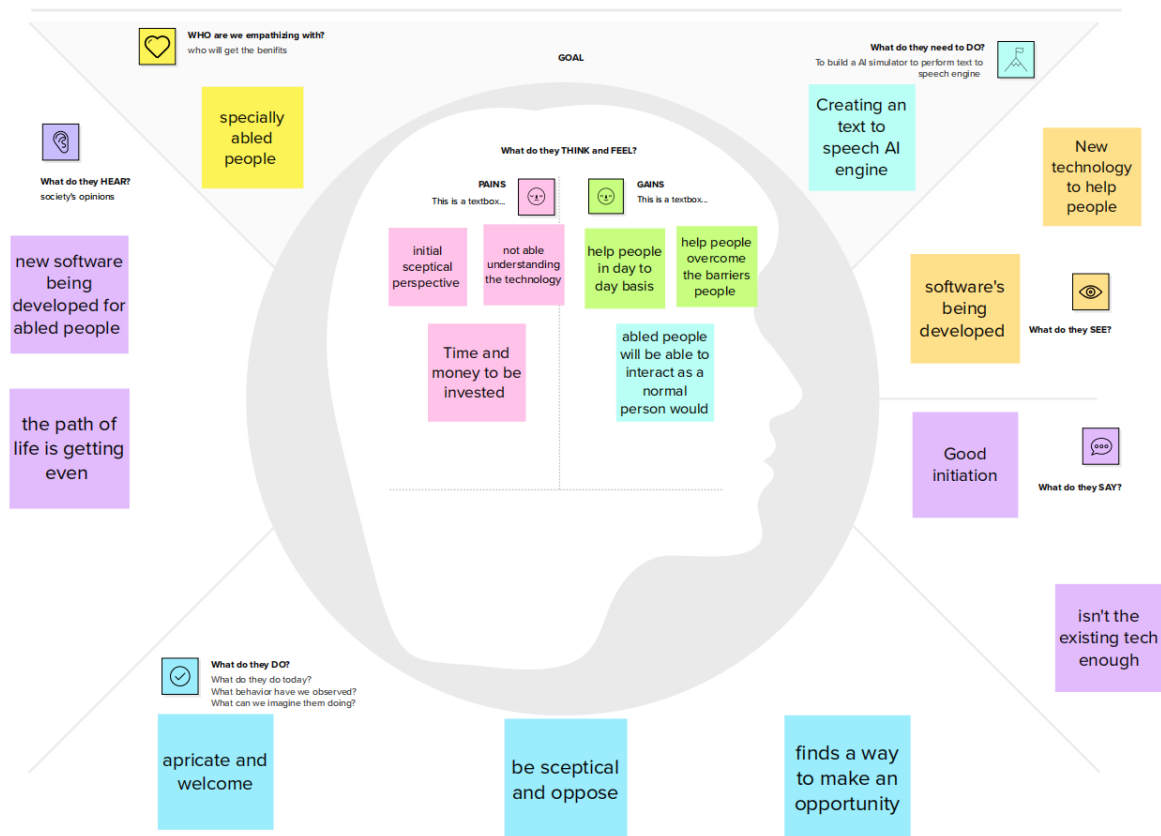 WHO are we empathizing with?
who will get the benifits
specially
abled
people
GOAL
What do they need to DO?
To build a AI simulator to perform text to
speech engine
Creating an
text to
speech AI
engine
What do they HEAR?
society's opinions
new software
being
developed for
abled people
the path of
life is getting
even
What do they THINK and FEEL?
PAINS
This is a textbox...
initial
sceptical
perspective
not able
understanding
the technology
Time and
money to be
invested
GAINS
This is a textbox...
help people
in day to
day basis
help people
overcome
the barriers
people
abled people
will be able to
interact as a
normal
person would
New
technology
to help
people
software's
being
developed
What do they SEE?
Good
initiation
What do they SAY?
isn't the
existing tech
enough
What do they DO?
What do they do today?
What behavior have we observed?
What can we imagine them doing?
apricate and
welcome
be sceptical
and oppose
finds a way
to make an
opportunity